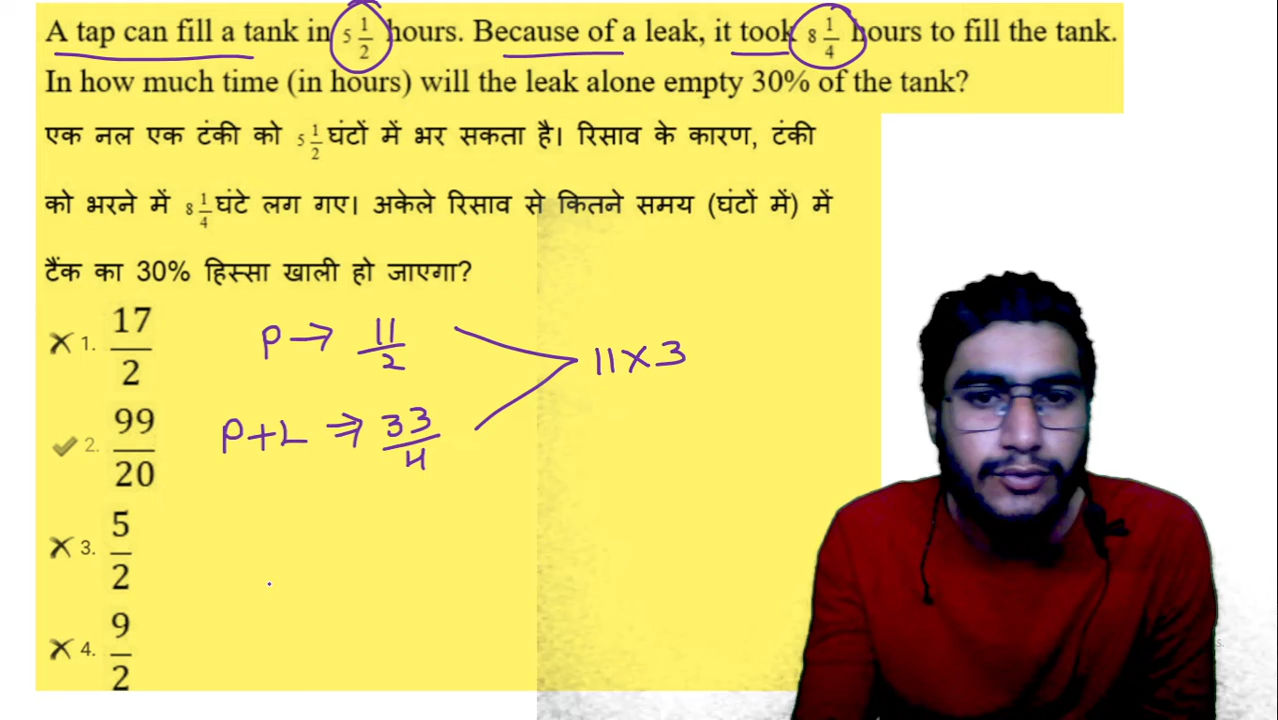 A tap can fill a tank in 5 1/2 hours. Because of a leak, it took 8 1/4 hours to fill the tank.
In how much time (in hours) will the leak alone empty 30% of the tank?
एक नल एक टंकी को 5 1/2 घंटों में भर सकता है। रिसाव के कारण, टंकी
को भरने में 8 1/4 घंटे लग गए। अकेले रिसाव से कितने समय (घंटों में) में
टैंक का 30% हिस्सा खाली हो जाएगा?
1. 17/2
2. 99/20
3. 5/2
4. 9/2
P → 11/2
P+L ⇒ 33/4
11×3
s.